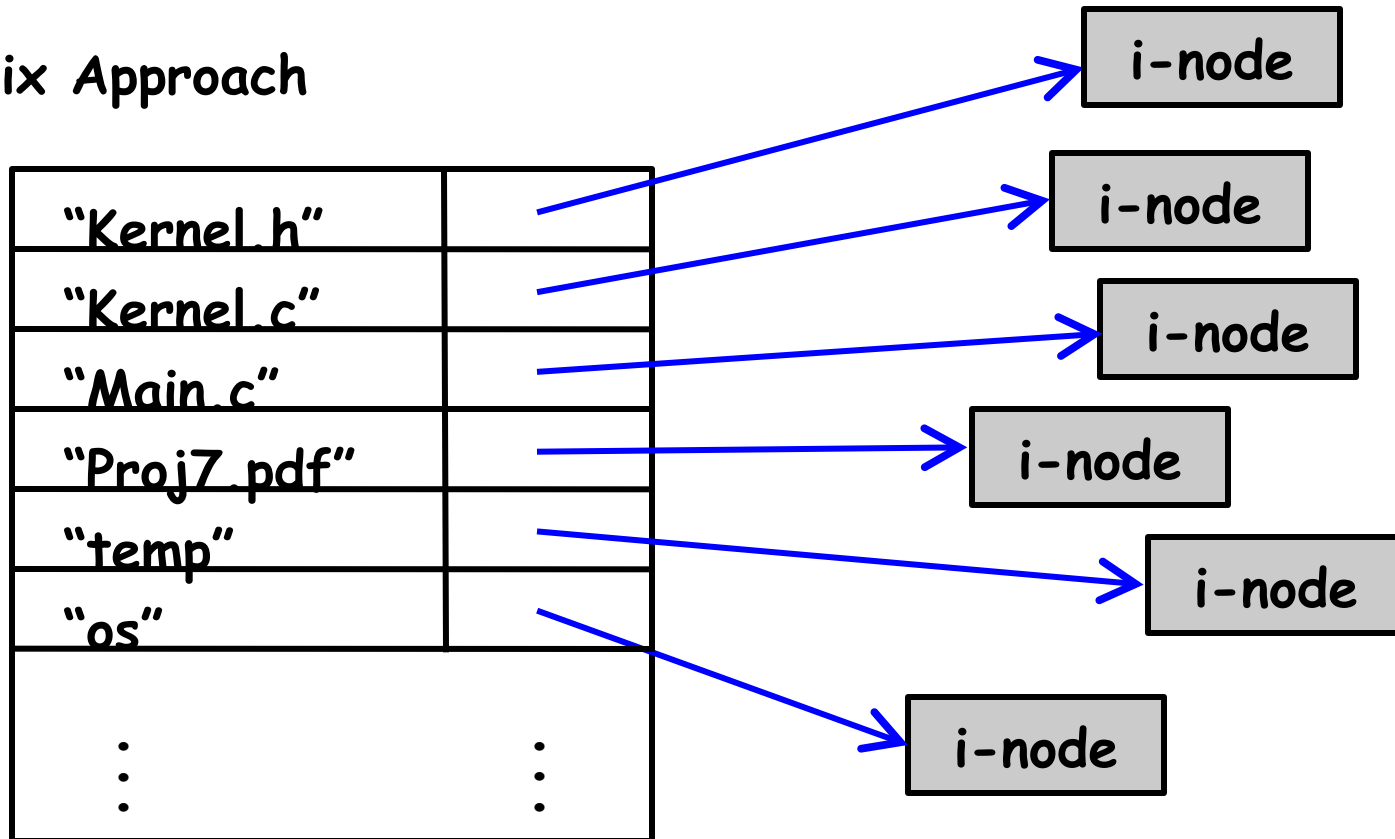 ix Approach
“Kernel.h”
“Kernel.c”
“Main.c”
“Proj7.pdf”
“temp”
“os”
i-node
i-node
i-node
i-node
i-node
i-node